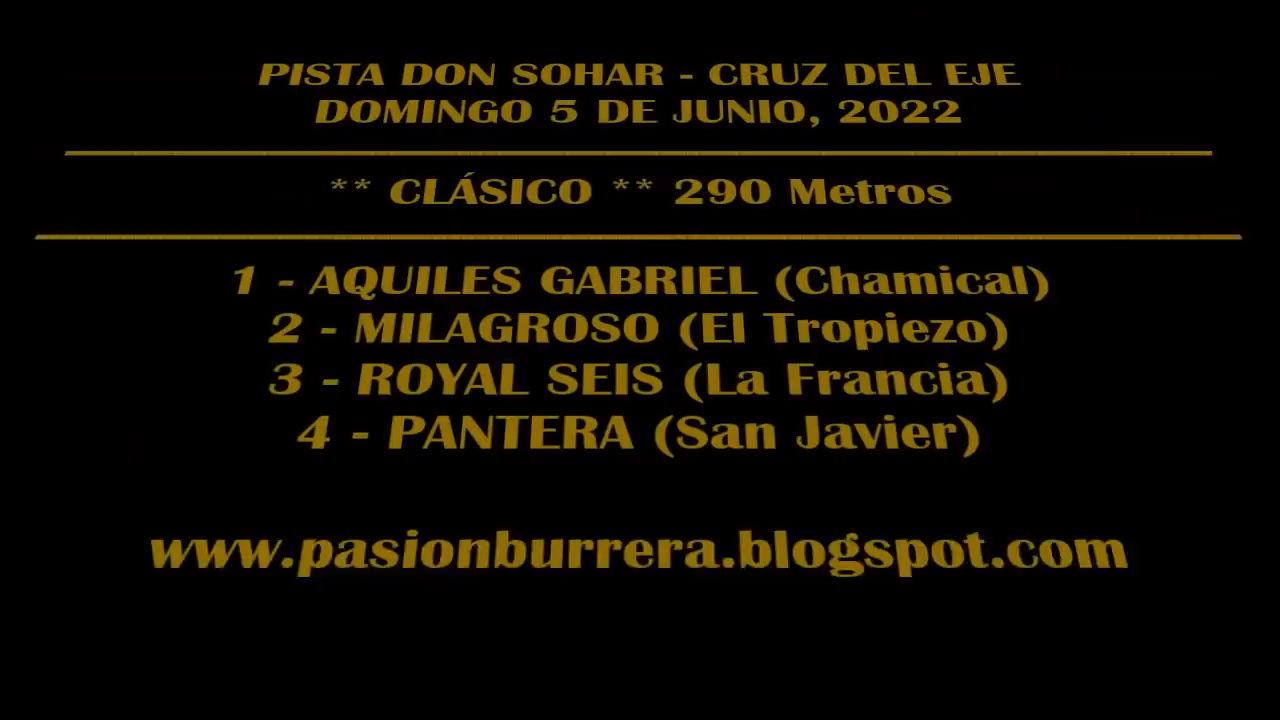 PISTA DON SOHAR - CRUZ DEL EJE
DOMINGO 5 DE JUNIO, 2022
** CLÁSICO ** 290 Metros
1 - AQUILES GABRIEL (Chamical)
2 - MILAGROSO (El Tropiezo)
3 - ROYAL SEIS (La Francia)
4 - PANTERA (San Javier)
www.pasionburrera.blogspot.com